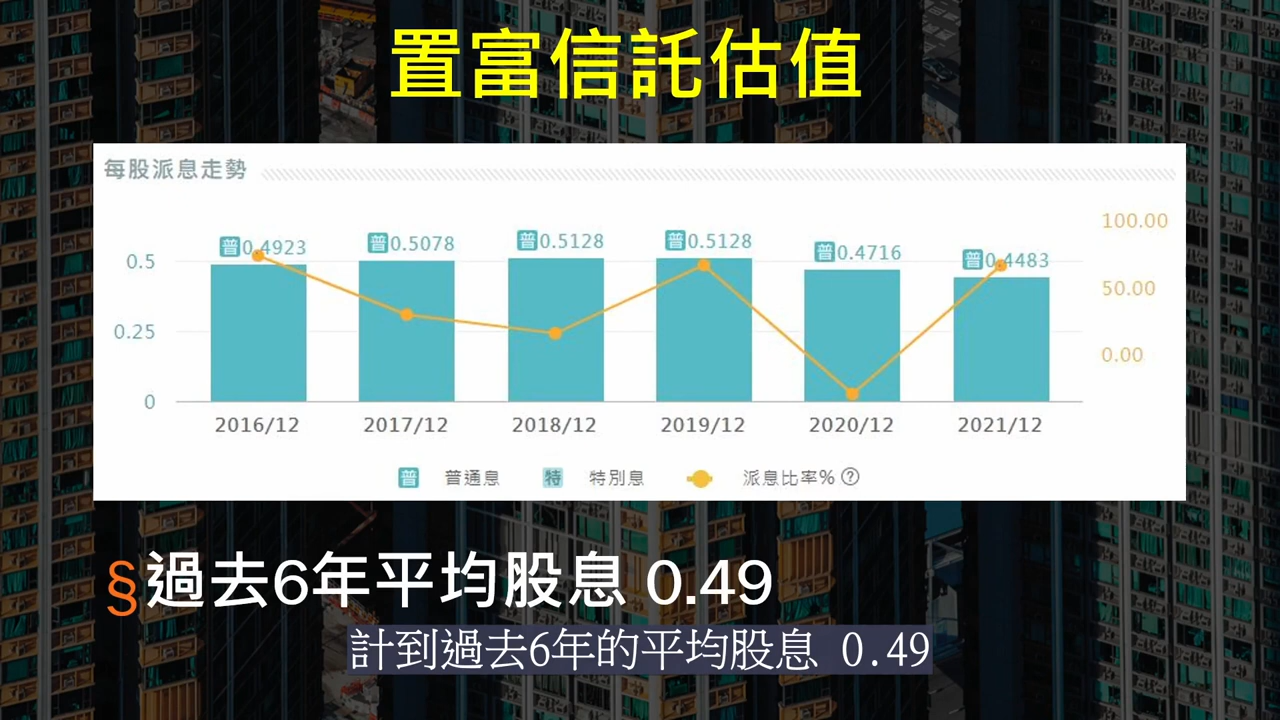 置富信託估值
每股派息走勢
100.00
50.00
0.00
0.5
0.25
0
普0.4923
普0.5078
普0.5128
普0.5128
普0.4716
普0.4483
2016/12 2017/12 2018/12 2019/12 2020/12 2021/12
普 普通息 特 特別息 派息比率% ?
§過去6年平均股息 0.49
計到過去6年的平均股息 0.49